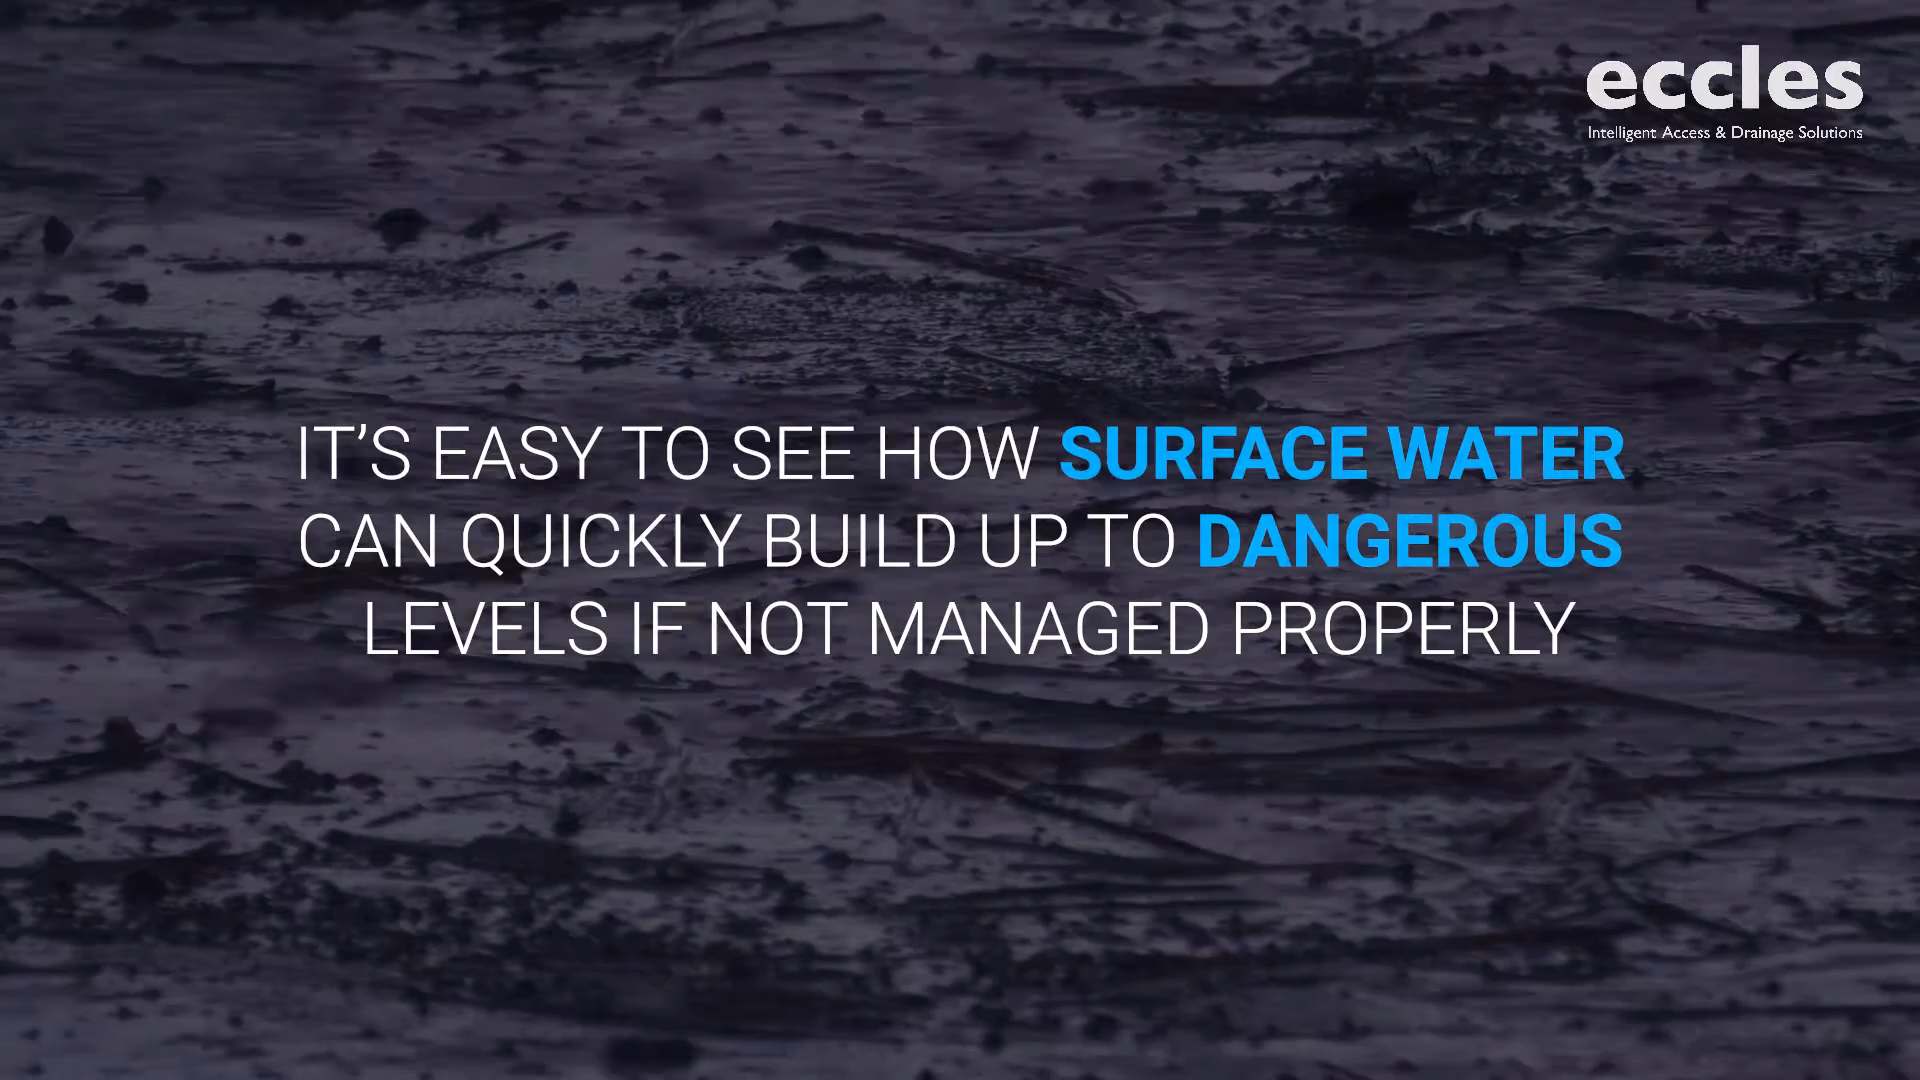 eccles
Intelligent Access & Drainage Solutions
IT’S EASY TO SEE HOW SURFACE WATER
CAN QUICKLY BUILD UP TO DANGEROUS
LEVELS IF NOT MANAGED PROPERLY